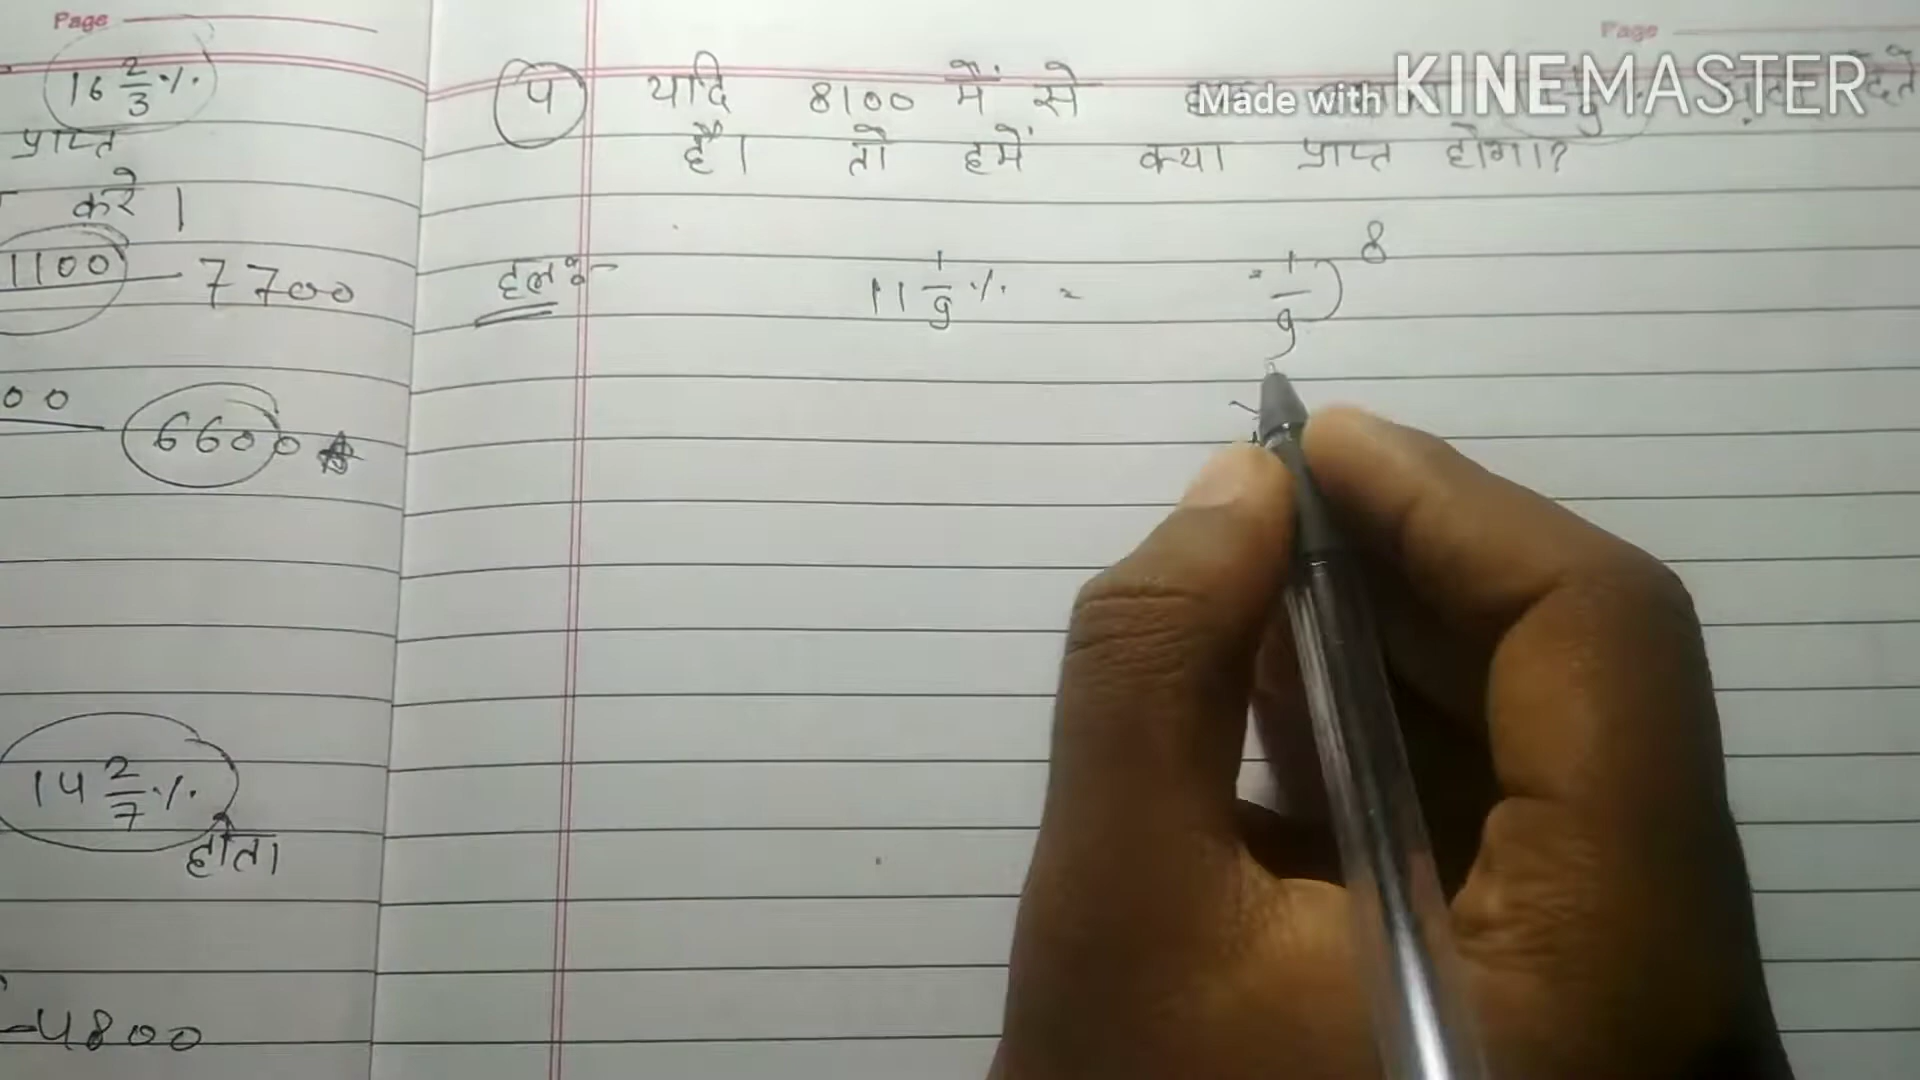 Page
16 2/3 %
प्राप्त
करे |
1100
7700
00
6600
14 2/7 %
होता
4800
Page
Made with KINEMASTER
4 यदि 8100 में से
है। तो हमें क्या प्राप्त होगा?
हल :- 11 1/9 % = -1/9 ) 8